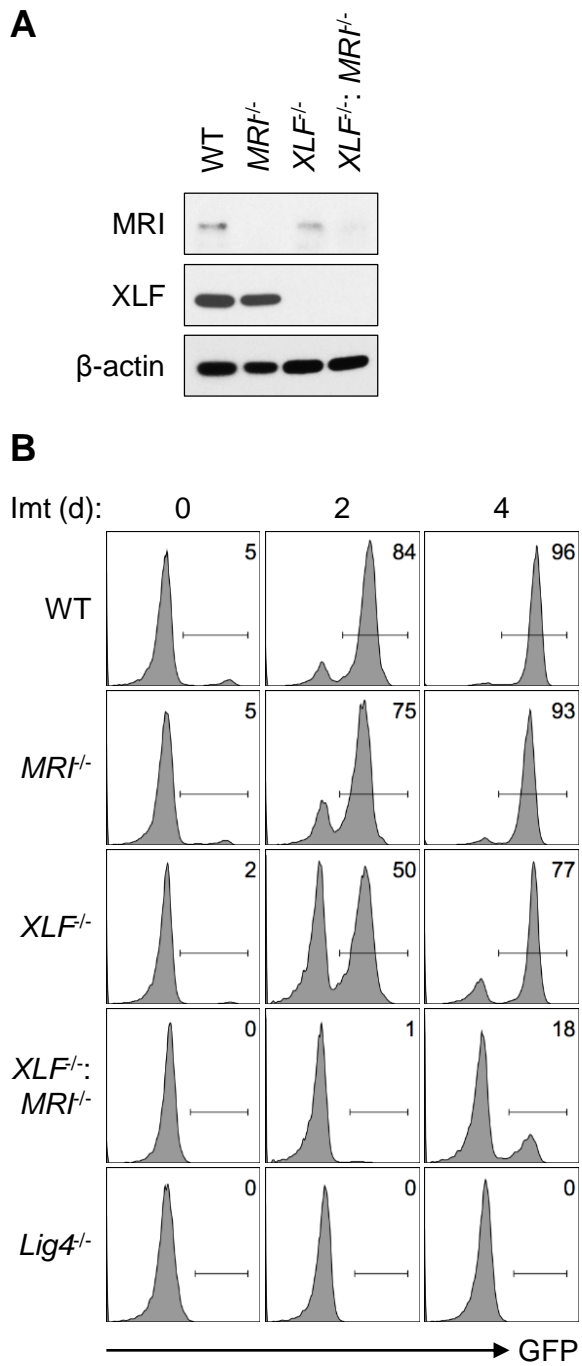 A
WT
MRI-/-
XLF-/-
XLF-/-: MRI-/-
MRI
XLF
β-actin
B
Imt (d): 0 2 4
WT 5 84 96
MRI-/- 5 75 93
XLF-/- 2 50 77
XLF-/-:
MRI-/- 0 1 18
Lig4-/- 0 0 0
GFP